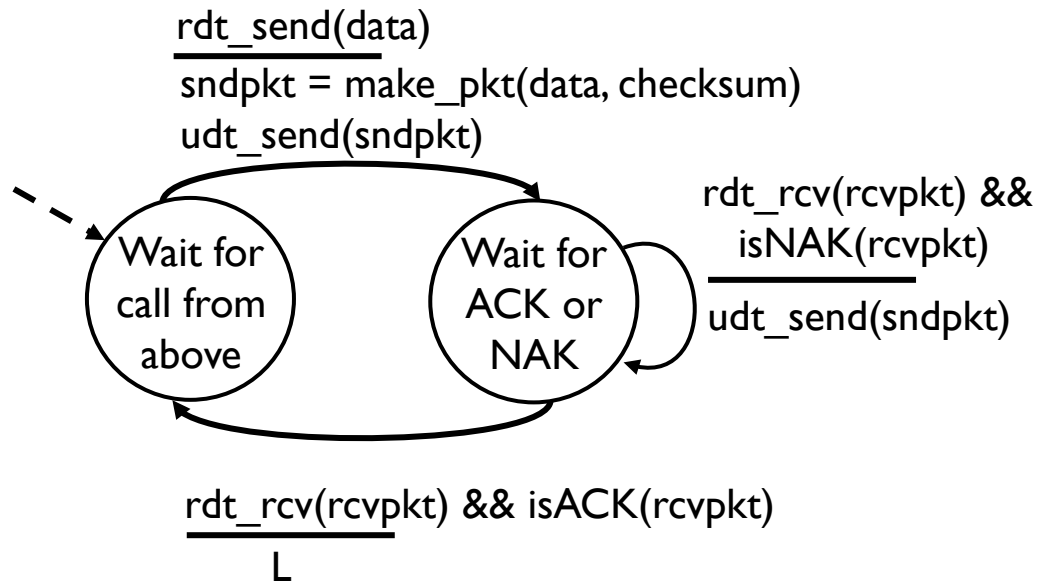 rdt_send(data)
sndpkt = make_pkt(data, checksum)
udt_send(sndpkt)
Wait for
call from
above
Wait for
ACK or
NAK
rdt_rcv(rcvpkt) &&
isNAK(rcvpkt)
udt_send(sndpkt)
rdt_rcv(rcvpkt) && isACK(rcvpkt)
L